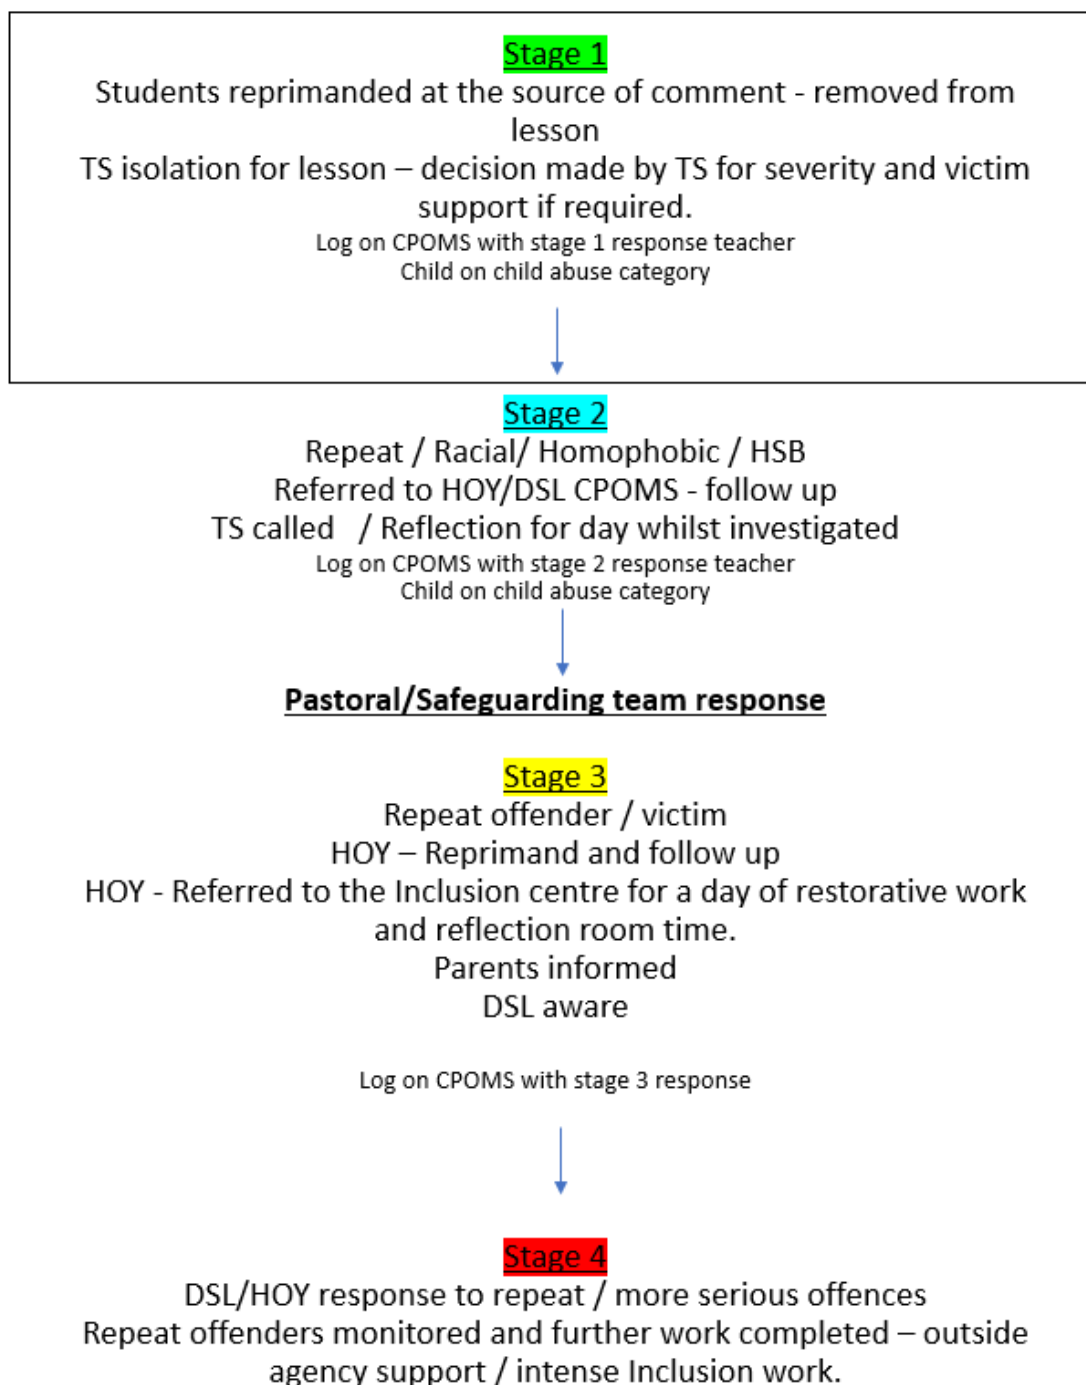 Stage 1
Students reprimanded at the source of comment - removed from
lesson
TS isolation for lesson – decision made by TS for severity and victim
support if required.
Log on CPOMS with stage 1 response teacher
Child on child abuse category
Stage 2
Repeat / Racial/ Homophobic / HSB
Referred to HOY/DSL CPOMS - follow up
TS called / Reflection for day whilst investigated
Log on CPOMS with stage 2 response teacher
Child on child abuse category
Pastoral/Safeguarding team response
Stage 3
Repeat offender / victim
HOY – Reprimand and follow up
HOY - Referred to the Inclusion centre for a day of restorative work
and reflection room time.
Parents informed
DSL aware
Log on CPOMS with stage 3 response
Stage 4
DSL/HOY response to repeat / more serious offences
Repeat offenders monitored and further work completed – outside
agency support / intense Inclusion work.